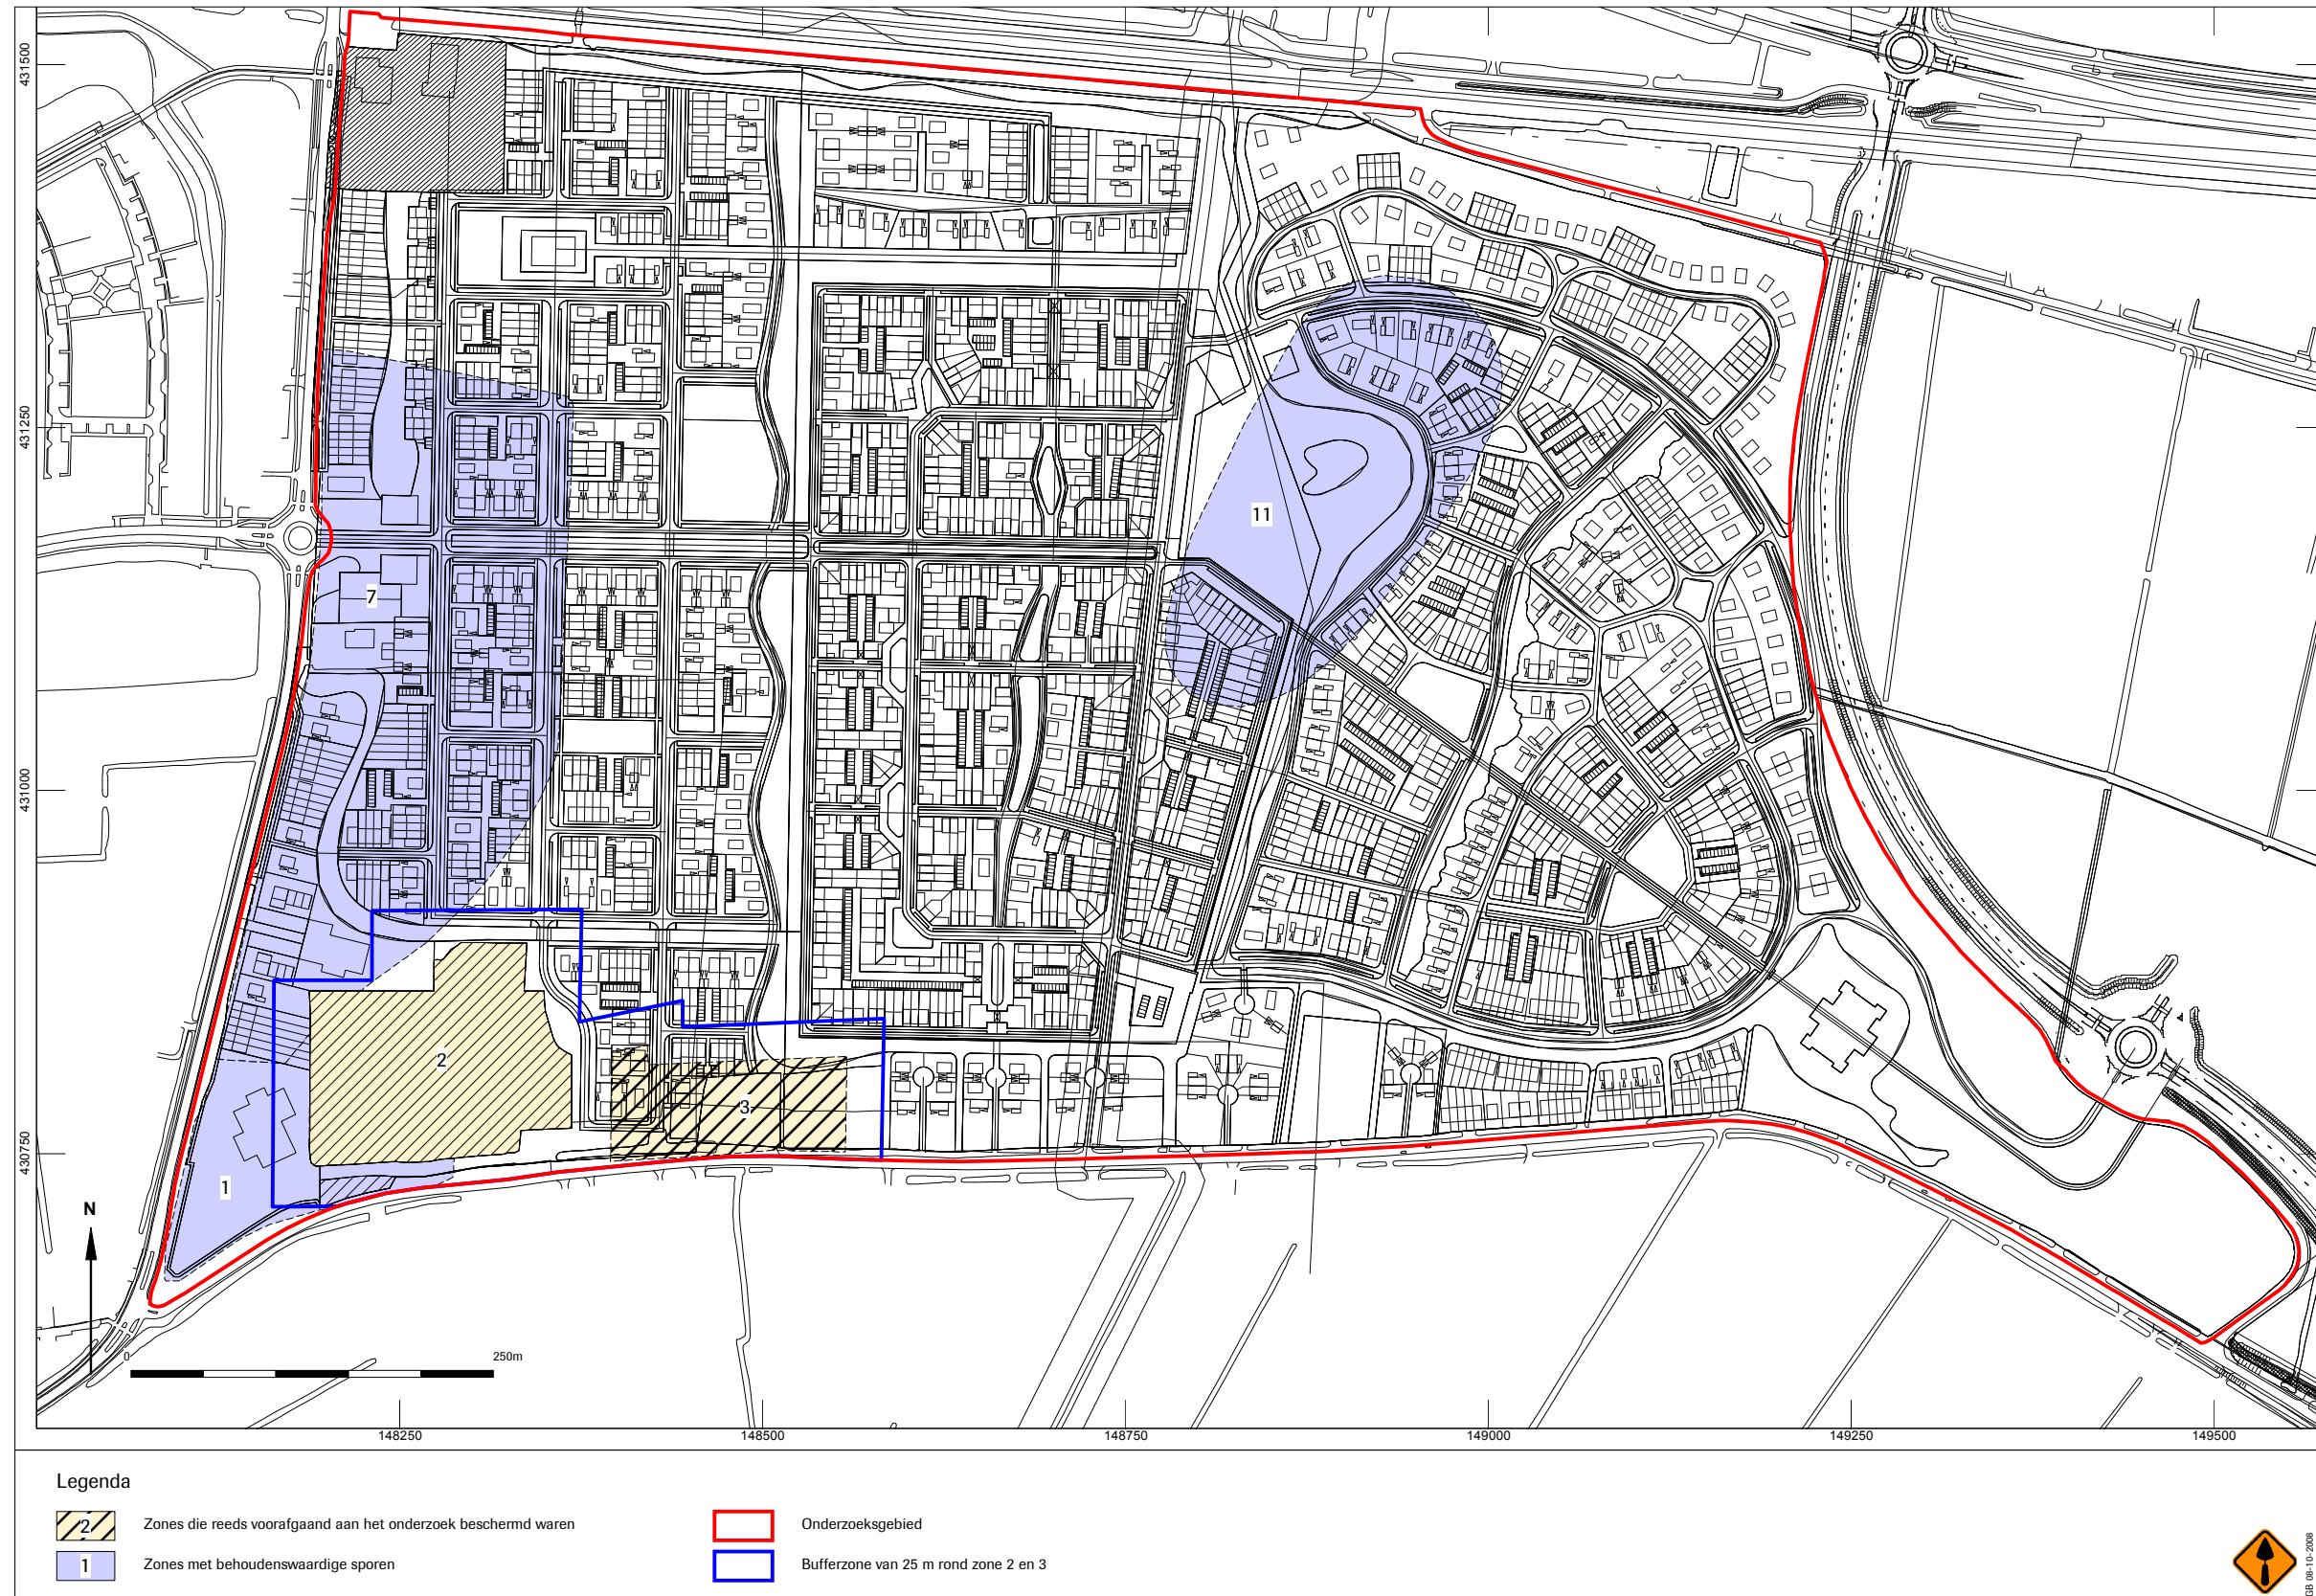 431500
431250
431000
430750
7
11
2
3
1
N
0
250m
148250
148500
148750
149000
149250
149500
Legenda
2
Zones die reeds voorafgaand aan het onderzoek beschermd waren
1
Zones met behoudenswaardige sporen
Onderzoeksgebied
Bufferzone van 25 m rond zone 2 en 3
GB 08-10-2008